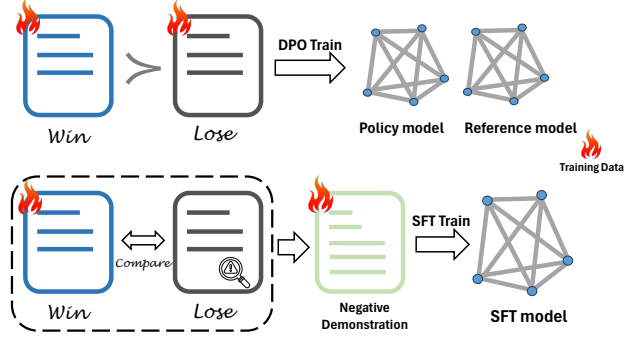 DPO Train
Win
Lose
Policy model
Reference model
Training Data
Compare
Win
Lose
Negative
Demonstration
SFT Train
SFT model